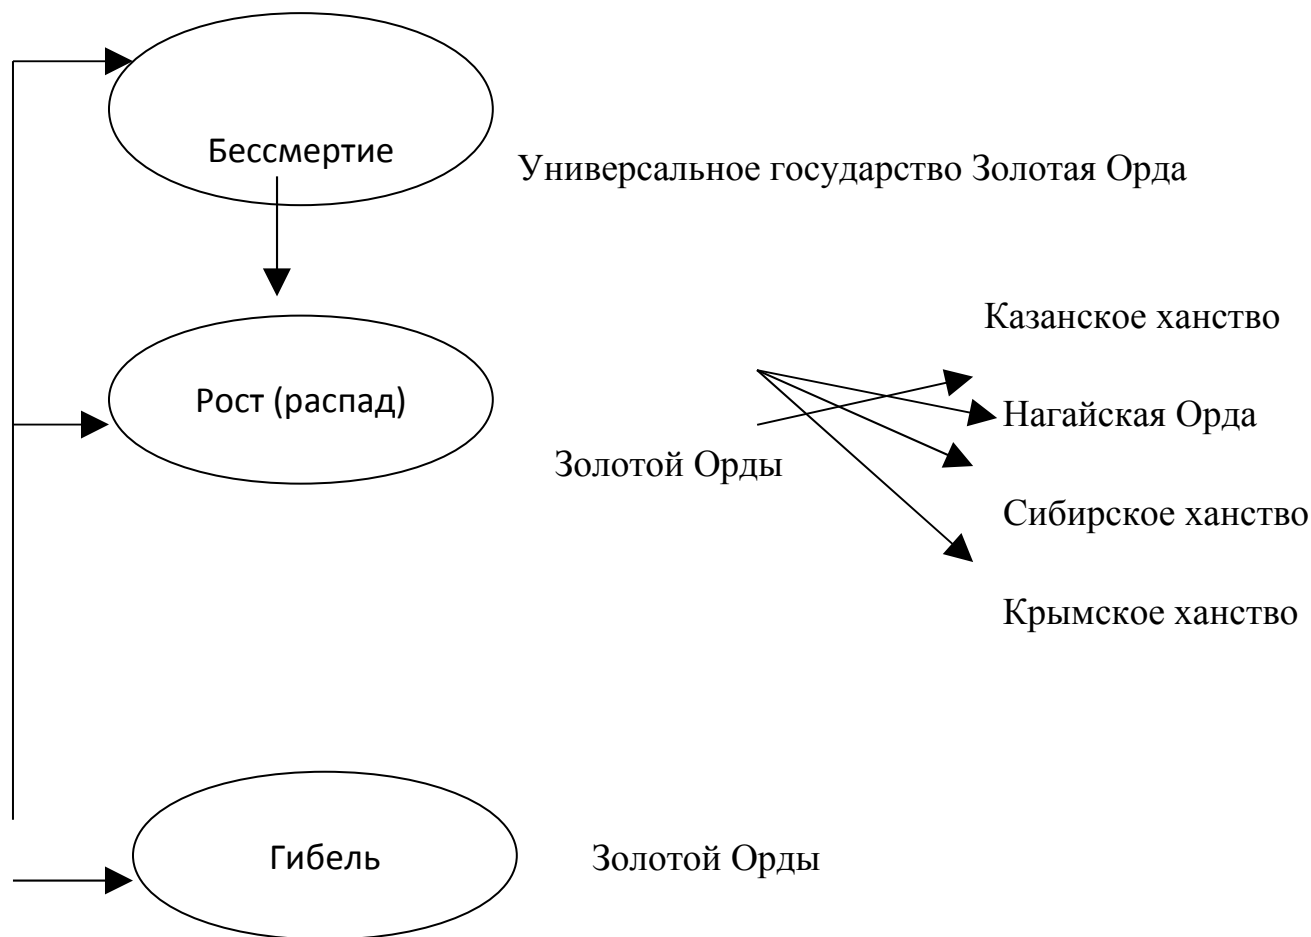 Бессмертие
Универсальное государство Золотая Орда
Казанское ханство
Рост (распад)
Нагайская Орда
Золотой Орды
Сибирское ханство
Крымское ханство
Гибель
Золотой Орды